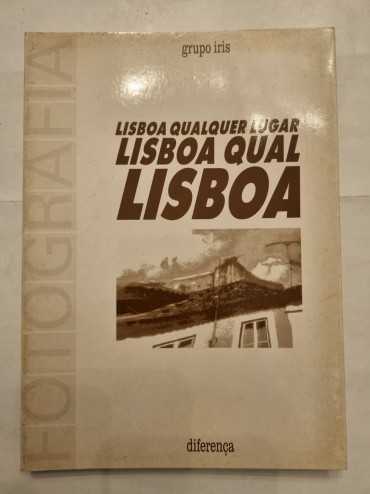 grupo iris
FOTOGRAFIA
LISBOA QUALQUER LUGAR
LISBOA QUAL
LISBOA
diferença